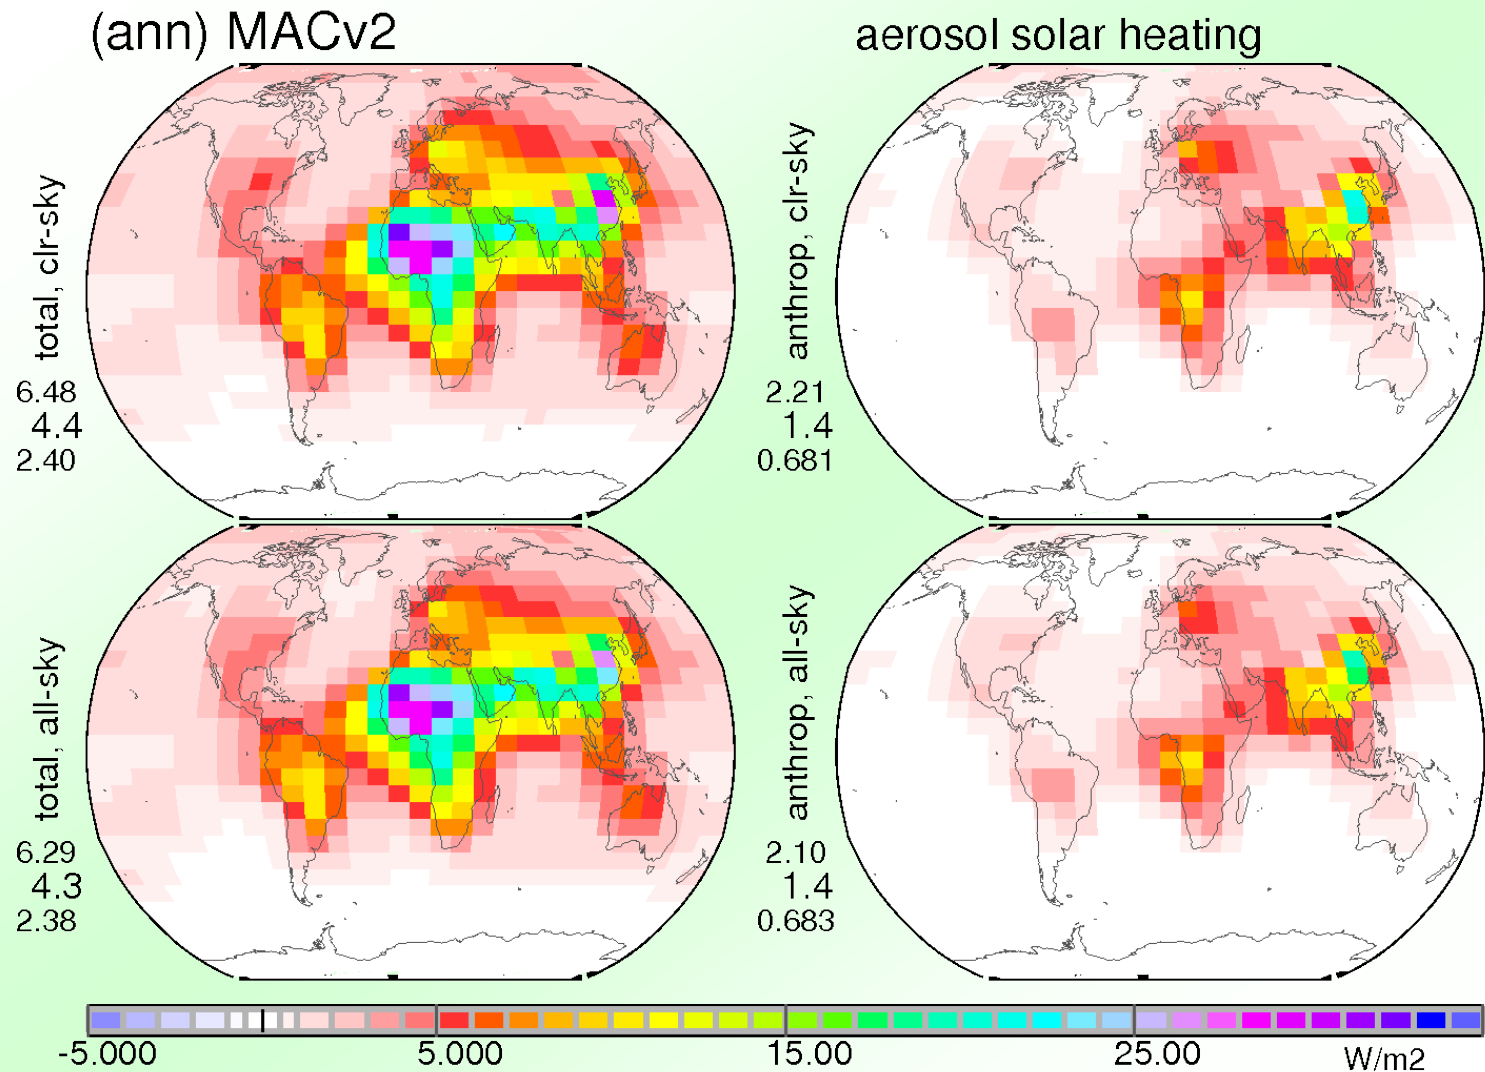 (ann) MACv2
aerosol solar heating
total, clr-sky
6.48
4.4
2.40
anthrop, clr-sky
2.21
1.4
0.681
total, all-sky
6.29
4.3
2.38
anthrop, all-sky
2.10
1.4
0.683
-5.000 5.000 15.00 25.00 W/m2